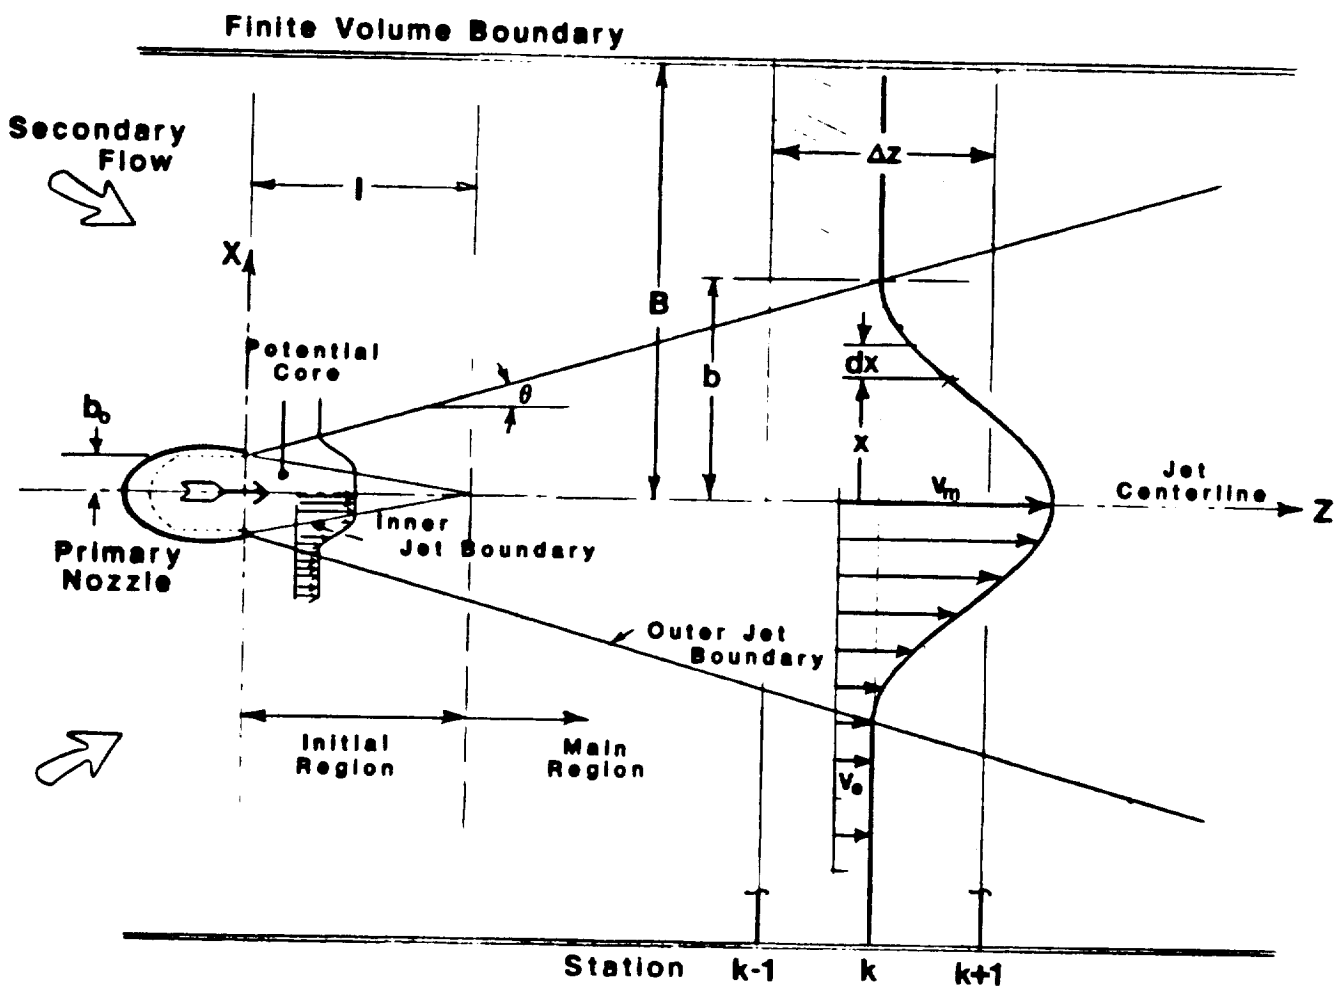 Finite Volume Boundary
Secondary
Flow
l
ΔZ
X
B
b
dx
x
Potential
Core
θ
b₀
Vm
Jet
Centerline
Z
Inner
Jet Boundary
Primary
Nozzle
Outer Jet
Boundary
Initial
Region
Main
Region
Vₑ
Station k-1 k k+1